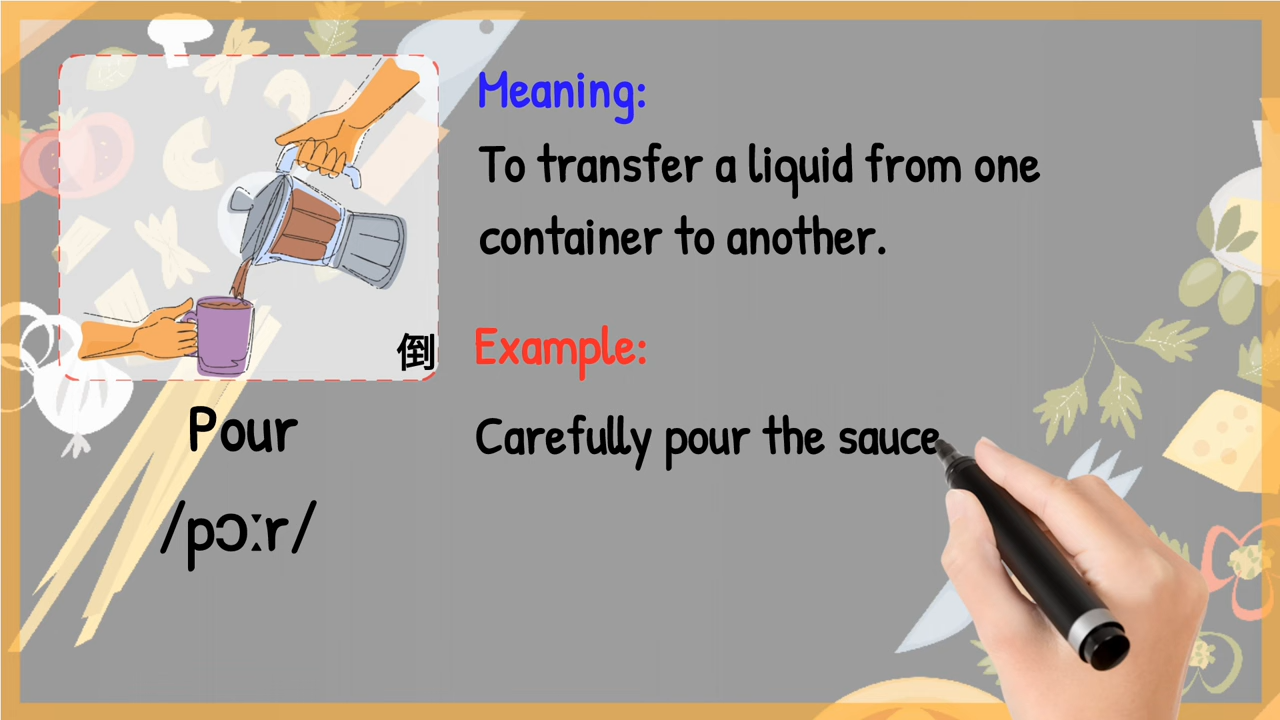 倒
Pour
/pɔːr/
Meaning:
To transfer a liquid from one
container to another.
Example:
Carefully pour the sauce